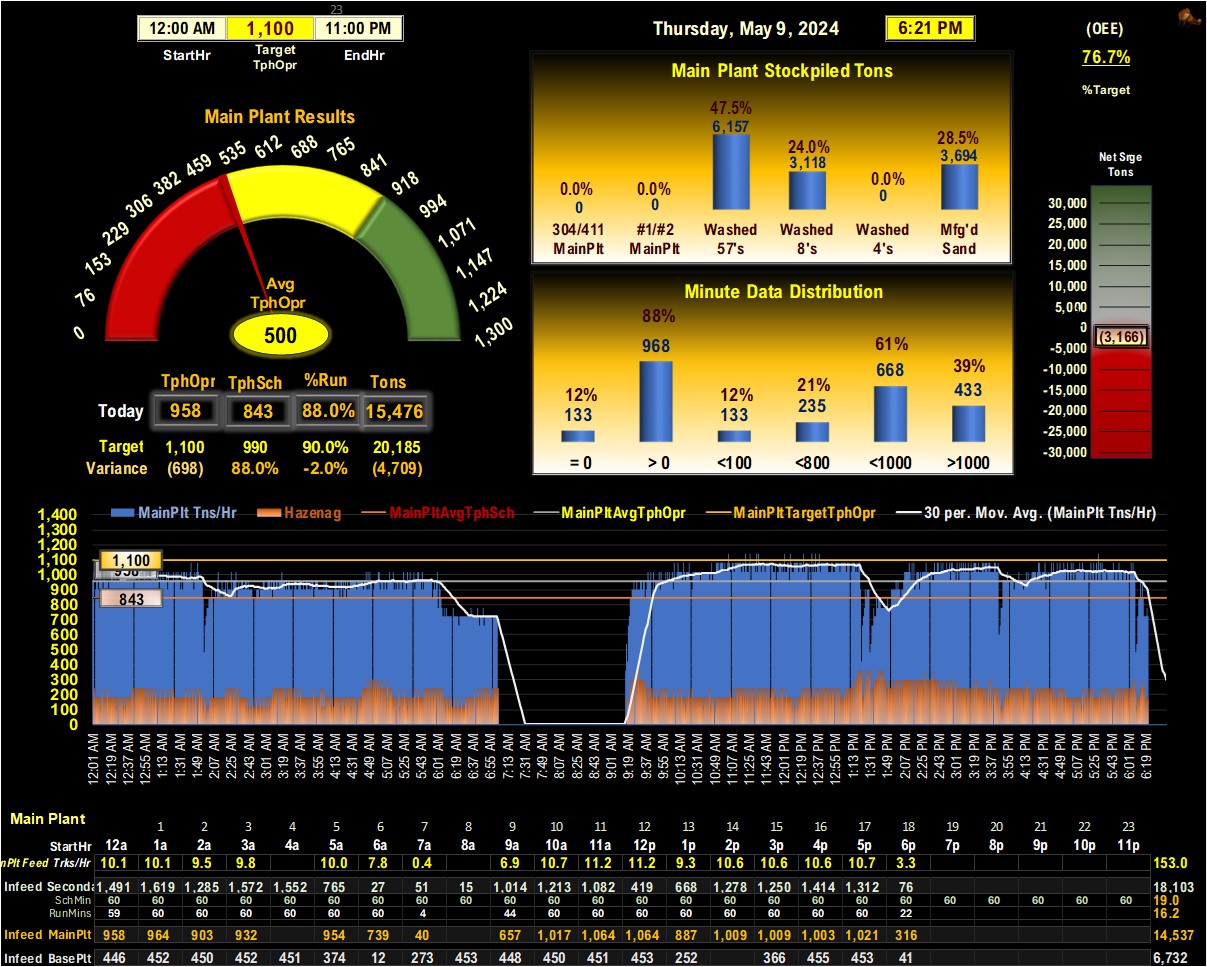 23
12:00 AM 1,100 11:00 PM
StartHr Target TphOpr EndHr
Thursday, May 9, 2024 6:21 PM
(OEE)
76.7%
%Target
Main Plant Results
0 76 153 229 306 382 459 535 612 688 765 841 918 994 1,071 1,147 1,224 1,300
Avg
TphOpr
500
TphOpr TphSch %Run Tons
Today 958 843 88.0% 15,476
Target 1,100 990 90.0% 20,185
Variance (698) 88.0% -2.0% (4,709)
Main Plant Stockpiled Tons
0.0% 0.0% 47.5% 24.0% 0.0% 28.5%
0 0 6,157 3,118 0 3,694
304/411 #1/#2 Washed Washed Washed Mfg'd
MainPlt MainPlt 57's 8's 4's Sand
Minute Data Distribution
12% 88% 12% 21% 61% 39%
133 968 133 235 668 433
= 0 > 0 <100 <800 <1000 >1000
Net Srge
Tons
30,000
25,000
20,000
15,000
10,000
5,000
0
(3,166)
-5,000
-10,000
-15,000
-20,000
-25,000
-30,000
MainPlt Tns/Hr Hazenag MainPltAvgTphSch MainPltAvgTphOpr MainPltTargetTphOpr 30 per. Mov. Avg. (MainPlt Tns/Hr)
1,400
1,300
1,200
1,100 1,100
1,000 958
900
800 843
700
600
500
400
300
200
100
0
12:01 AM 12:19 AM 12:37 AM 12:55 AM 1:13 AM 1:31 AM 1:49 AM 2:07 AM 2:25 AM 2:43 AM 3:01 AM 3:19 AM 3:37 AM 3:55 AM 4:13 AM 4:31 AM 4:49 AM 5:07 AM 5:25 AM 5:43 AM 6:01 AM 6:19 AM 6:37 AM 6:55 AM 7:13 AM 7:31 AM 7:49 AM 8:07 AM 8:25 AM 8:43 AM 9:01 AM 9:19 AM 9:37 AM 9:55 AM 10:13 AM 10:31 AM 10:49 AM 11:07 AM 11:25 AM 11:43 AM 12:01 PM 12:19 PM 12:37 PM 12:55 PM 1:13 PM 1:31 PM 1:49 PM 2:07 PM 2:25 PM 2:43 PM 3:01 PM 3:19 PM 3:37 PM 3:55 PM 4:13 PM 4:31 PM 4:49 PM 5:07 PM 5:25 PM 5:43 PM 6:01 PM 6:19 PM
Main Plant
1 2 3 4 5 6 7 8 9 10 11 12 13 14 15 16 17 18 19 20 21 22 23
StartHr 12a 1a 2a 3a 4a 5a 6a 7a 8a 9a 10a 11a 12p 1p 2p 3p 4p 5p 6p 7p 8p 9p 10p 11p
nPlt Feed Trks/Hr 10.1 10.1 9.5 9.8 10.0 7.8 0.4 6.9 10.7 11.2 11.2 9.3 10.6 10.6 10.6 10.7 3.3 153.0
Infeed Second 1,491 1,619 1,285 1,572 1,552 765 27 51 15 1,014 1,213 1,082 419 668 1,278 1,250 1,414 1,312 76 18,103
SchMin 60 60 60 60 60 60 60 60 60 60 60 60 60 60 60 60 60 60 60 60 60 60 60 60 19.0
RunMins 59 60 60 60 60 60 60 4 44 60 60 60 60 60 60 60 60 22 16.2
Infeed MainPlt 958 964 903 932 954 739 40 657 1,017 1,064 1,064 887 1,009 1,009 1,003 1,021 316 14,537
Infeed BasePlt 446 452 450 452 451 374 12 273 453 448 450 451 453 252 366 455 453 41 6,732